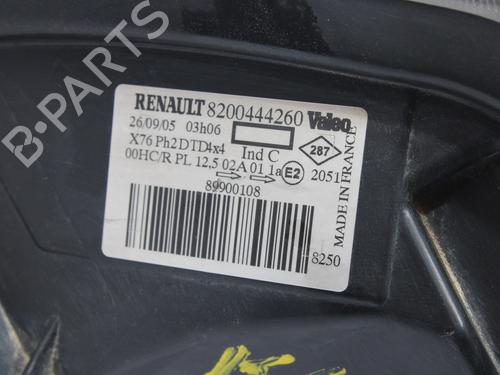 B-PARTS
RENAULT 8200444260 Valeo
26/09/05 03h06
X76 Ph2 DTD4x4 Ind C
287
00HC/R PL 12,5 02A 01 1a E2 2051
89900108
MADE IN FRANCE
8250